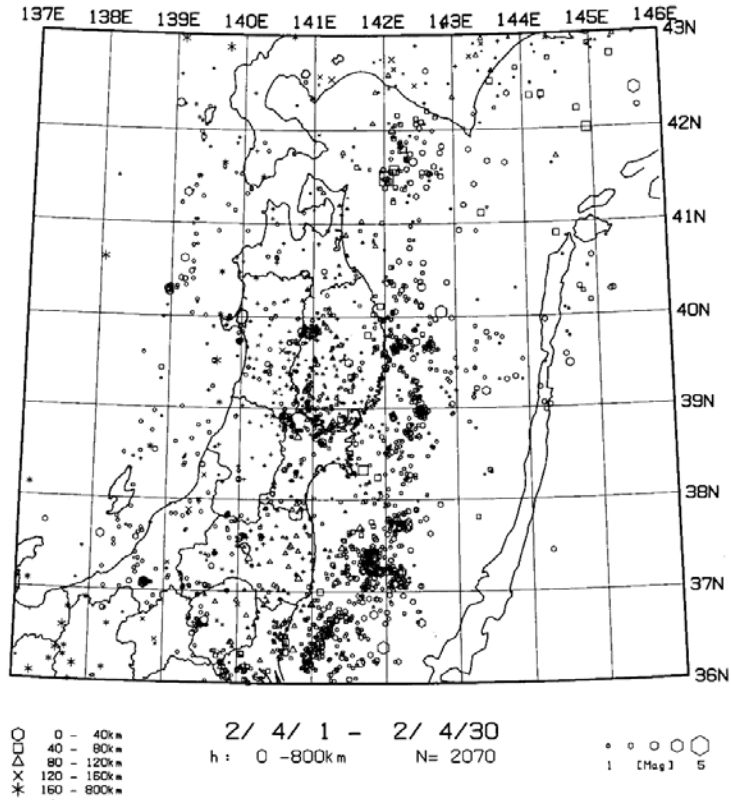 137E 138E 139E 140E 141E 142E 143E 144E 145E 146E
43N
42N
41N
40N
39N
38N
37N
36N
2/ 4/ 1 - 2/ 4/30
h: 0 -800km N= 2070
0 - 40km
40 - 80km
80 - 120km
120 - 160km
160 - 800km
1 [Mag] 5